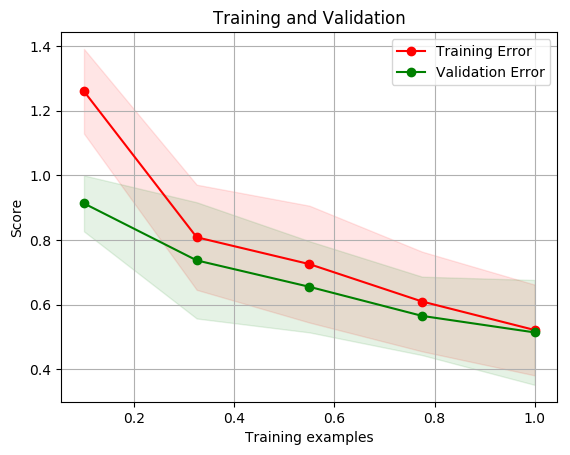 Training and Validation
Training Error
Validation Error
1.4
1.2
1.0
0.8
0.6
0.4
Score
0.2
0.4
0.6
0.8
1.0
Training examples